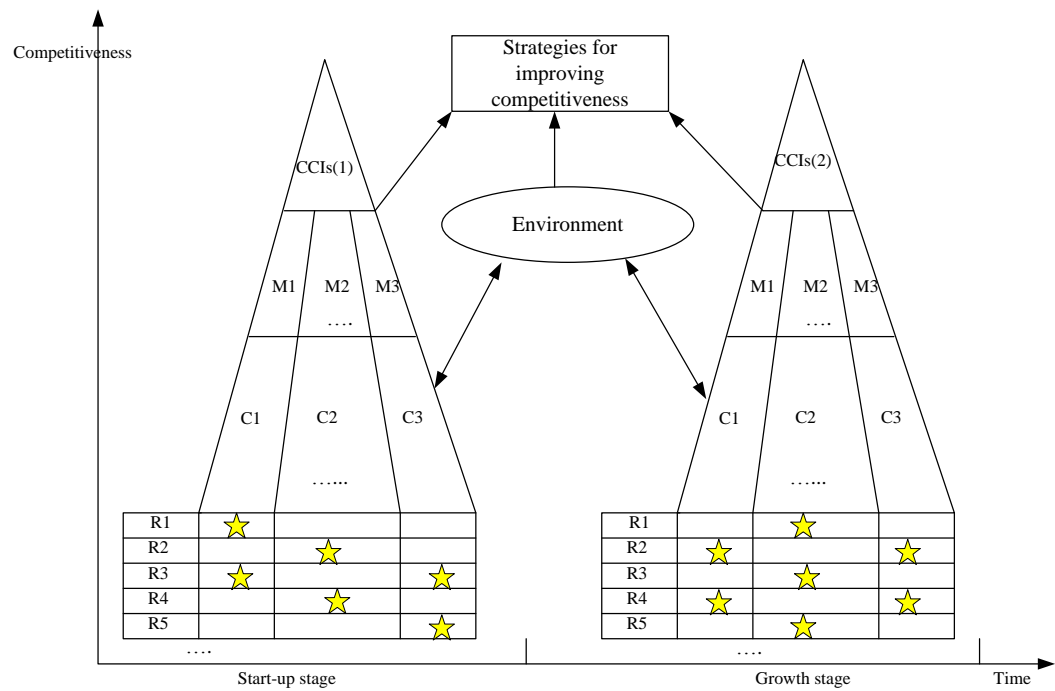 Competitiveness
Strategies for
improving
competitiveness
CCIs(1)
CCIs(2)
Environment
M1
M2
M3
….
M1
M2
M3
….
C1
C2
C3
…...
C1
C2
C3
…...
R1
R2
R3
R4
R5
….
R1
R2
R3
R4
R5
….
Start-up stage
Growth stage
Time